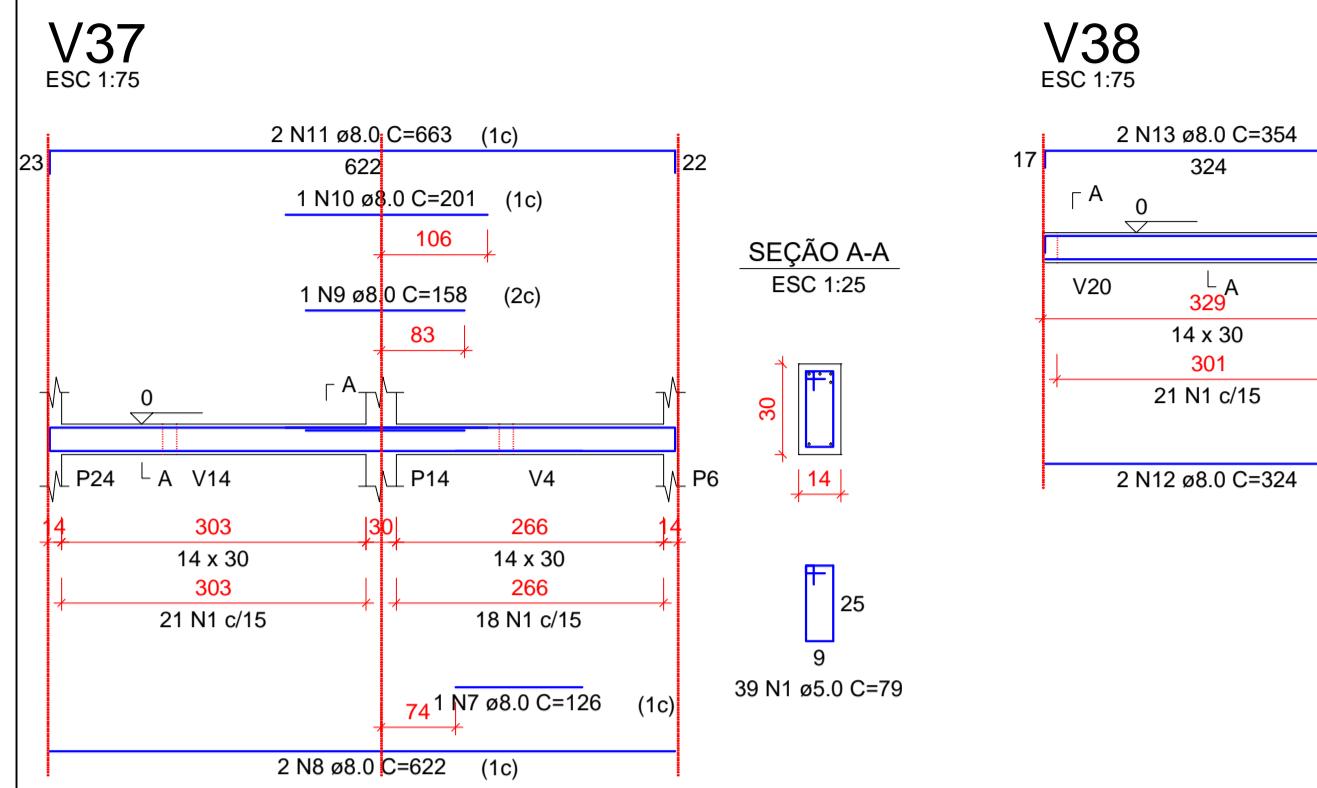 V37
ESC 1:75
2 N11 ø8.0 C=663 (1c)
23
622
22
1 N10 ø8.0 C=201 (1c)
106
1 N9 ø8.0 C=158 (2c)
83
A
0
P24
A
V14
P14
V4
P6
14
303
30
266
14
14 x 30
14 x 30
303
266
21 N1 c/15
18 N1 c/15
1 N7 ø8.0 C=126 (1c)
74
2 N8 ø8.0 C=622 (1c)
SEÇÃO A-A
ESC 1:25
30
14
25
9
39 N1 ø5.0 C=79
V38
ESC 1:75
2 N13 ø8.0 C=354
17
324
A
0
V20
A
329
14 x 30
301
21 N1 c/15
2 N12 ø8.0 C=324